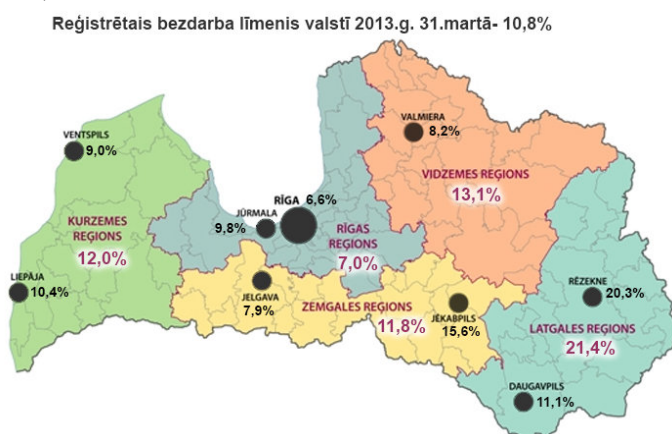 Reģistrētais bezdarba līmenis valstī 2013.g. 31.martā- 10,8%
VENTSPILS
9,0%
VALMIERA
8,2%
RĪGA
6,6%
JŪRMALA
9,8%
KURZEMES
REĢIONS
12,0%
RĪGAS
REĢIONS
7,0%
VIDZEMES REĢIONS
13,1%
LIEPĀJA
10,4%
JELGAVA
7,9%
ZEMGALES REĢIONS
11,8%
JĒKABPILS
15,6%
RĒZEKNE
20,3%
LATGALES REĢIONS
21,4%
DAUGAVPILS
11,1%